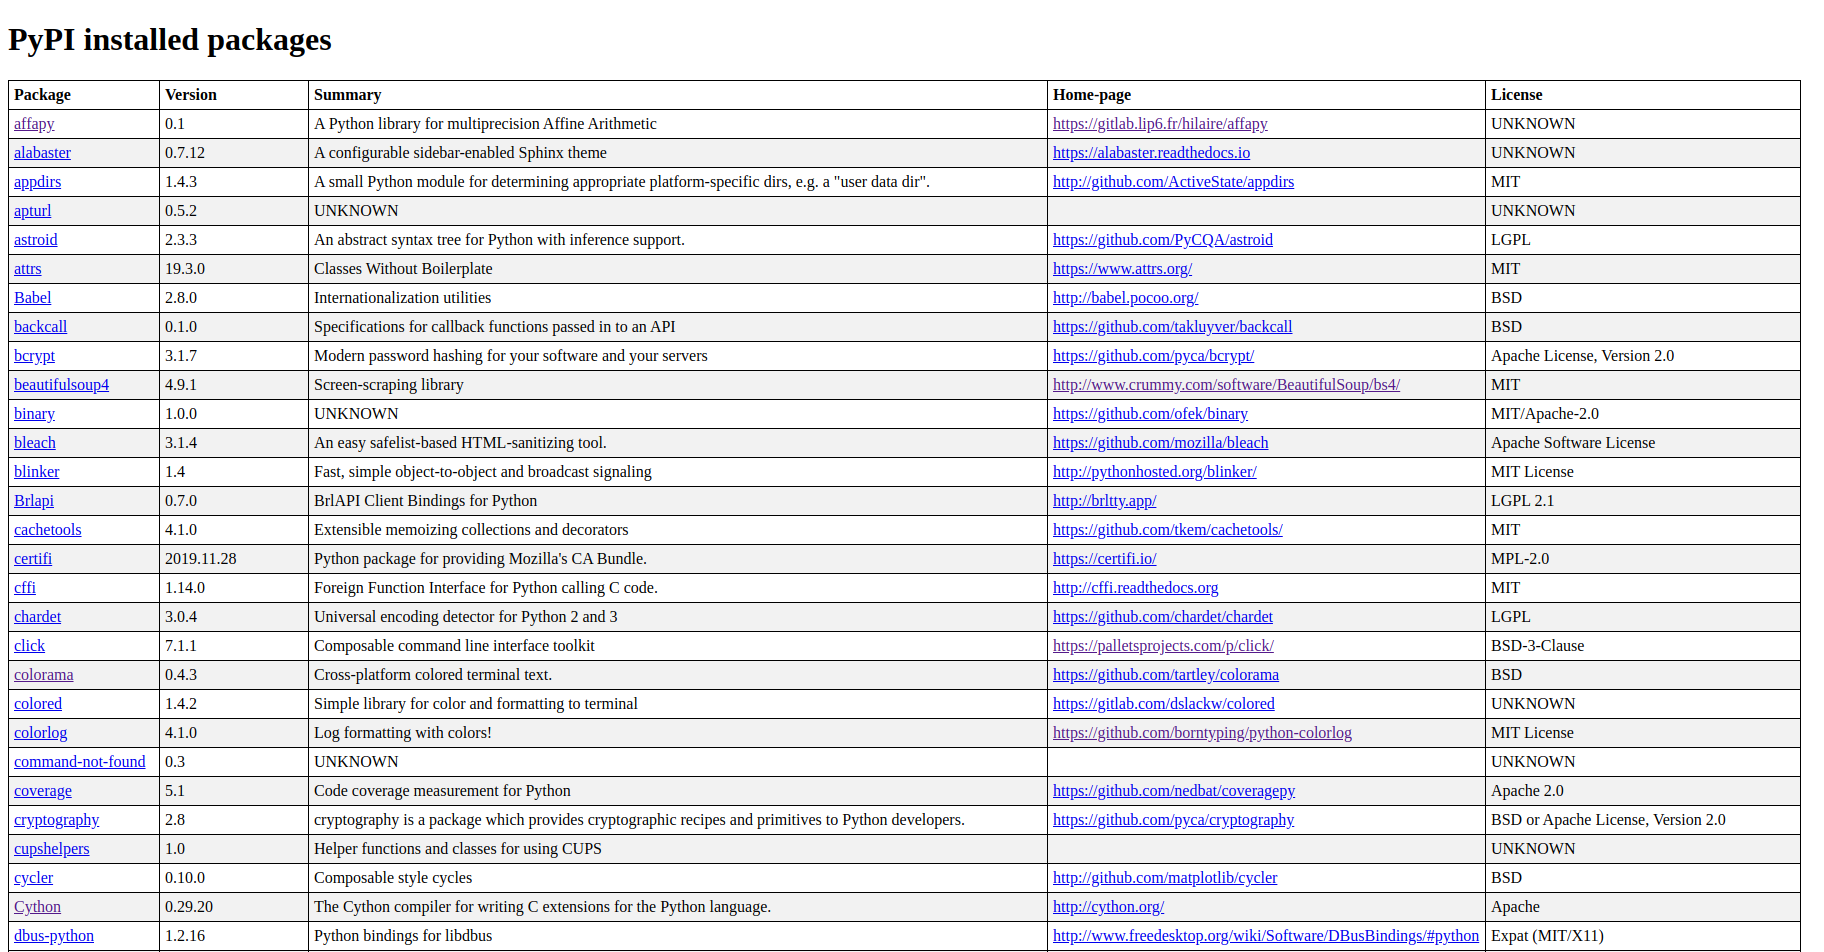 PyPI installed packages
Package Version Summary Home-page License
affapy 0.1 A Python library for multiprecision Affine Arithmetic https://gitlab.lip6.fr/hilaire/affapy UNKNOWN
alabaster 0.7.12 A configurable sidebar-enabled Sphinx theme https://alabaster.readthedocs.io UNKNOWN
appdirs 1.4.3 A small Python module for determining appropriate platform-specific dirs, e.g. a "user data dir". http://github.com/ActiveState/appdirs MIT
apturl 0.5.2 UNKNOWN UNKNOWN
astroid 2.3.3 An abstract syntax tree for Python with inference support. https://github.com/PyCQA/astroid LGPL
attrs 19.3.0 Classes Without Boilerplate https://www.attrs.org/ MIT
Babel 2.8.0 Internationalization utilities http://babel.pocoo.org/ BSD
backcall 0.1.0 Specifications for callback functions passed in to an API https://github.com/takluyver/backcall BSD
bcrypt 3.1.7 Modern password hashing for your software and your servers https://github.com/pyca/bcrypt/ Apache License, Version 2.0
beautifulsoup4 4.9.1 Screen-scraping library http://www.crummy.com/software/BeautifulSoup/bs4/ MIT
binary 1.0.0 UNKNOWN https://github.com/ofek/binary MIT/Apache-2.0
bleach 3.1.4 An easy safelist-based HTML-sanitizing tool. https://github.com/mozilla/bleach Apache Software License
blinker 1.4 Fast, simple object-to-object and broadcast signaling http://pythonhosted.org/blinker/ MIT License
Brlapi 0.7.0 BrlAPI Client Bindings for Python http://brltty.app/ LGPL 2.1
cachetools 4.1.0 Extensible memoizing collections and decorators https://github.com/tkem/cachetools/ MIT
certifi 2019.11.28 Python package for providing Mozilla's CA Bundle. https://certifi.io/ MPL-2.0
cffi 1.14.0 Foreign Function Interface for Python calling C code. http://cffi.readthedocs.org MIT
chardet 3.0.4 Universal encoding detector for Python 2 and 3 https://github.com/chardet/chardet LGPL
click 7.1.1 Composable command line interface toolkit https://palletsprojects.com/p/click/ BSD-3-Clause
colorama 0.4.3 Cross-platform colored terminal text. https://github.com/tartley/colorama BSD
colored 1.4.2 Simple library for color and formatting to terminal https://gitlab.com/dslackw/colored UNKNOWN
colorlog 4.1.0 Log formatting with colors! https://github.com/borntyping/python-colorlog MIT License
command-not-found 0.3 UNKNOWN UNKNOWN
coverage 5.1 Code coverage measurement for Python https://github.com/nedbat/coveragepy Apache 2.0
cryptography 2.8 cryptography is a package which provides cryptographic recipes and primitives to Python developers. https://github.com/pyca/cryptography BSD or Apache License, Version 2.0
cupshelpers 1.0 Helper functions and classes for using CUPS UNKNOWN
cycler 0.10.0 Composable style cycles http://github.com/matplotlib/cycler BSD
Cython 0.29.20 The Cython compiler for writing C extensions for the Python language. http://cython.org/ Apache
dbus-python 1.2.16 Python bindings for libdbus http://www.freedesktop.org/wiki/Software/DBusBindings/#python Expat (MIT/X11)